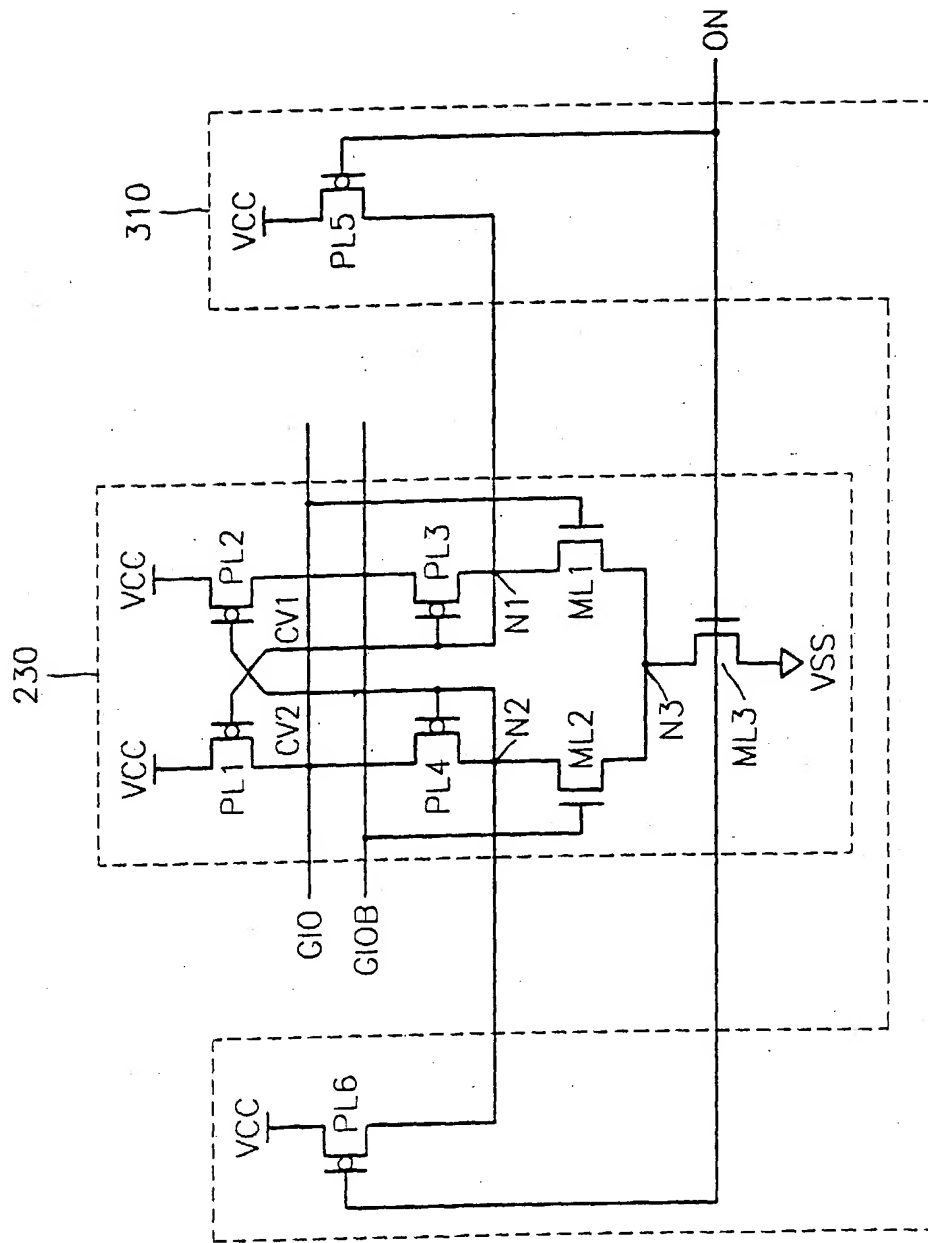 230
310
VCC
PL6
VCC
PL1
VCC
PL2
VCC
PL5
CV2
CV1
GIO
GIOB
PL4
PL3
N2
N1
ML2
ML1
N3
ML3
VSS
ON